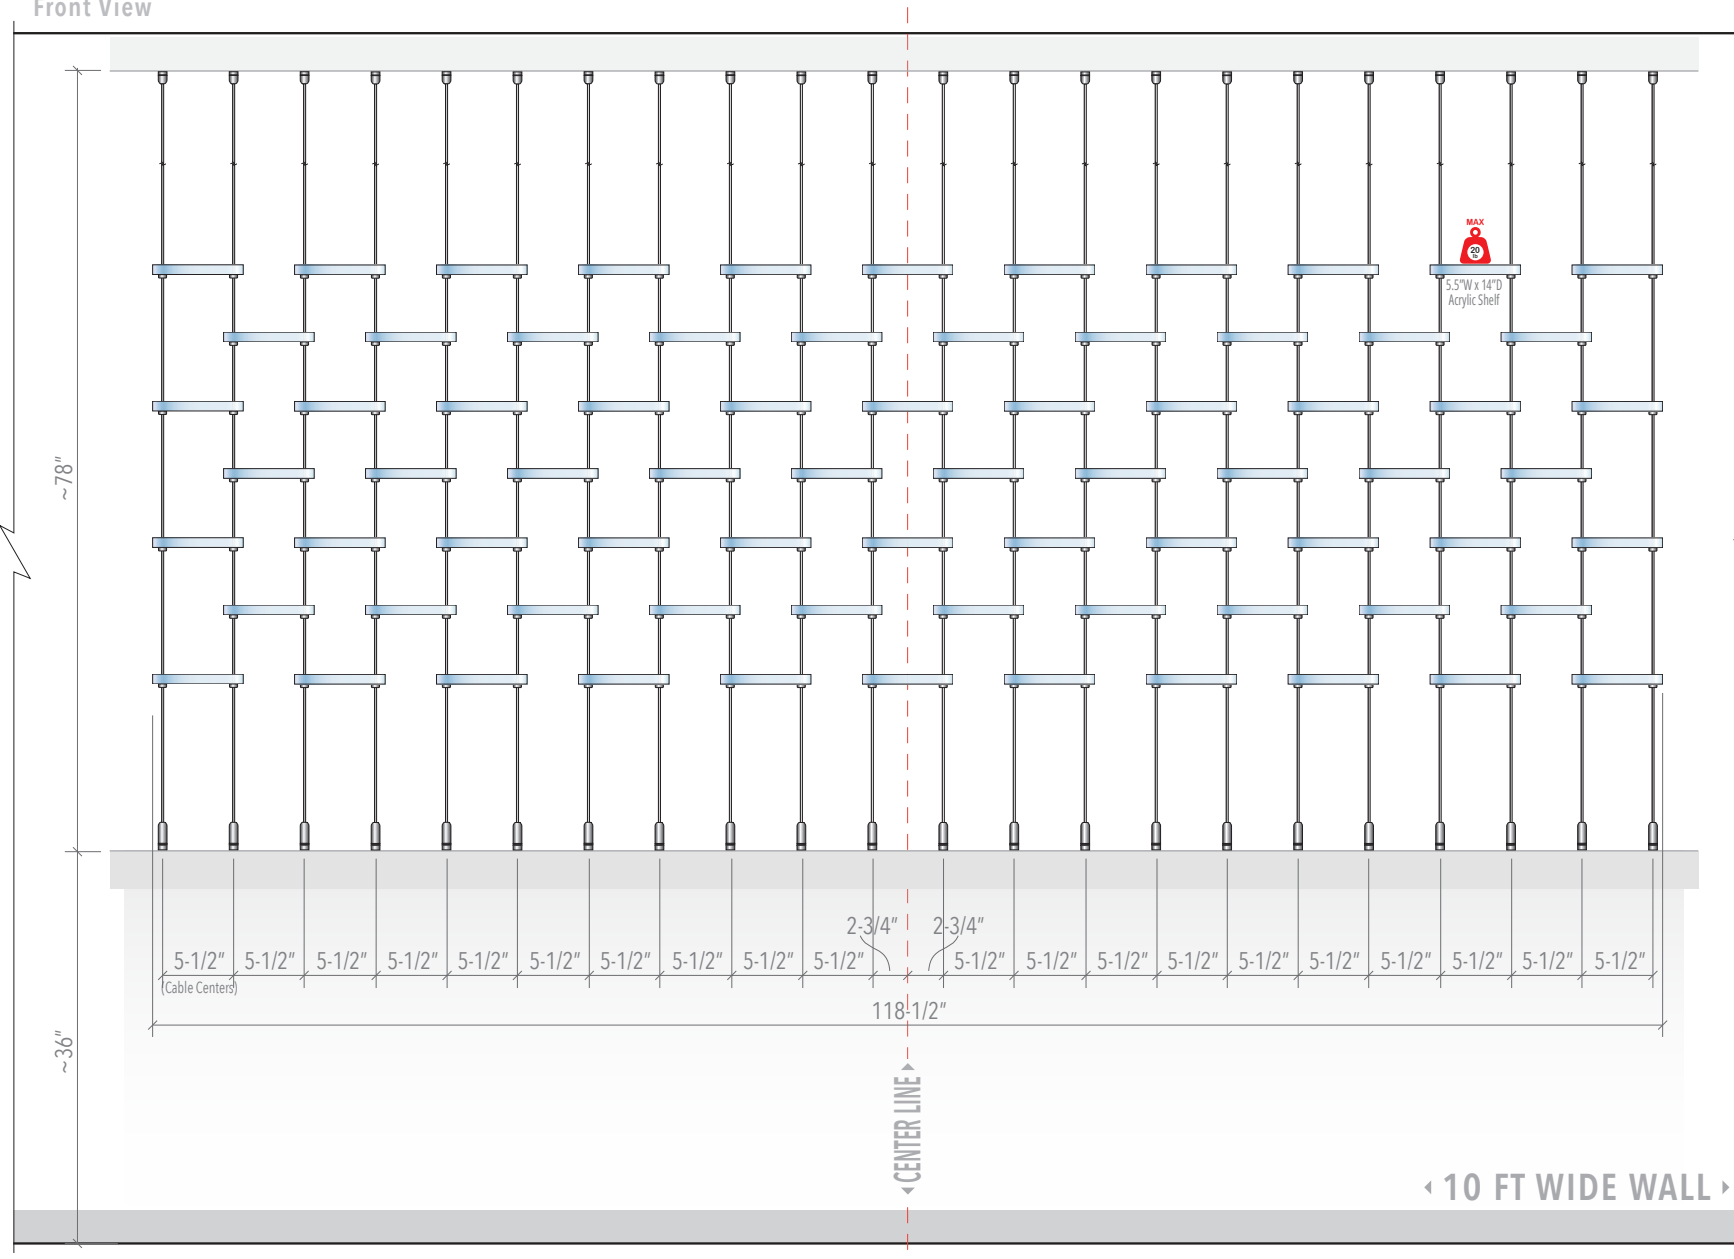 Front View
MAX
20
lb
5.5"W x 14"D
Acrylic Shelf
~78"
2-3/4" 2-3/4"
5-1/2" 5-1/2" 5-1/2" 5-1/2" 5-1/2" 5-1/2" 5-1/2" 5-1/2" 5-1/2" 5-1/2" 5-1/2" 5-1/2" 5-1/2" 5-1/2" 5-1/2" 5-1/2" 5-1/2" 5-1/2" 5-1/2" 5-1/2"
(Cable Centers)
118-1/2"
~36"
CENTER LINE
10 FT WIDE WALL